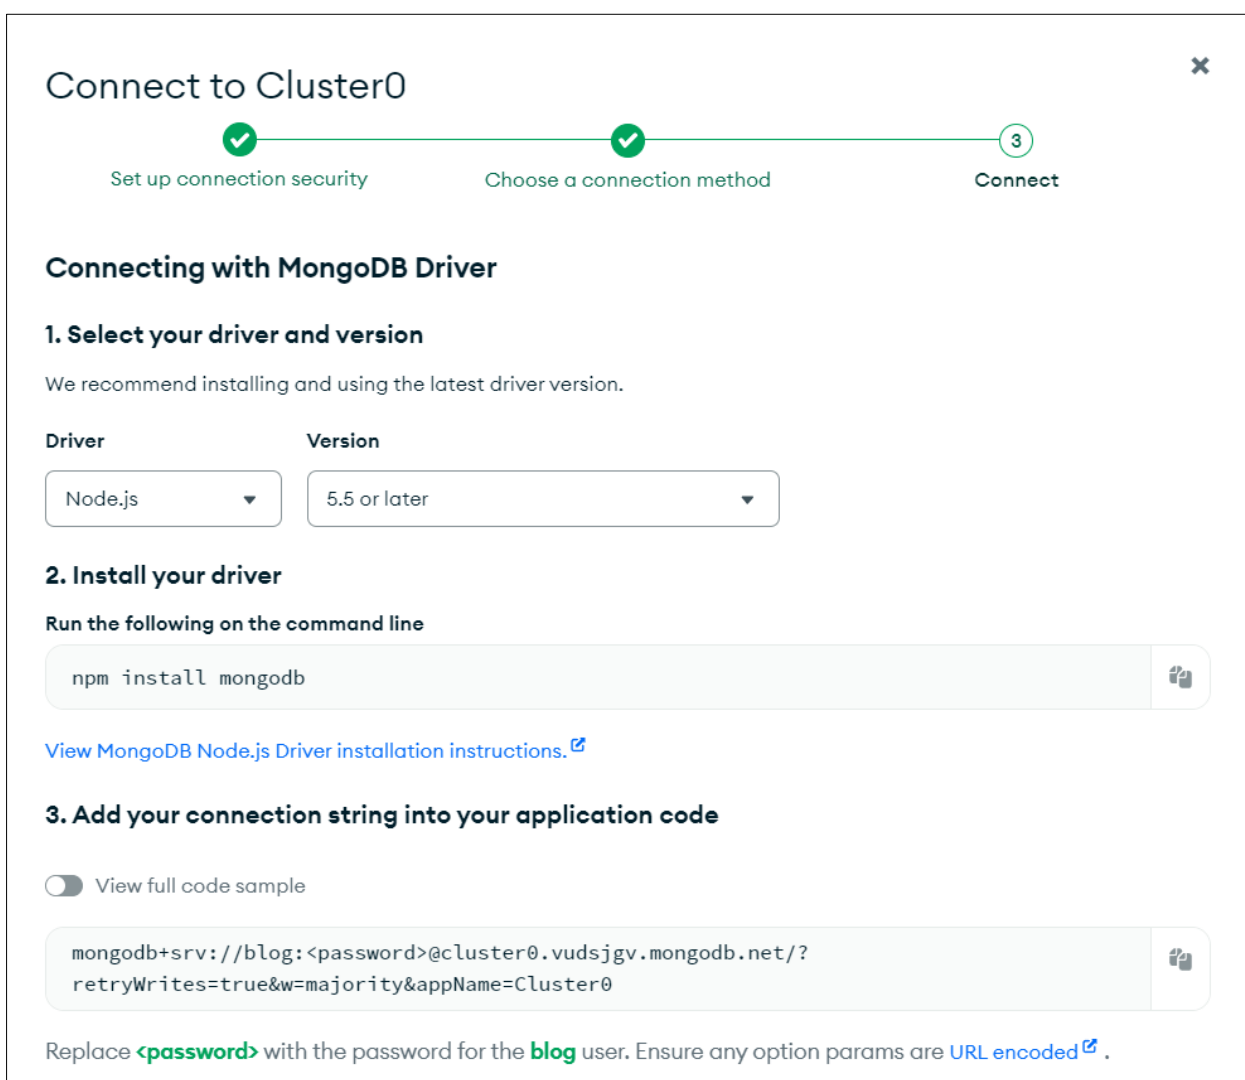 Connect to Cluster0
3
Set up connection security
Choose a connection method
Connect
Connecting with MongoDB Driver
1. Select your driver and version
We recommend installing and using the latest driver version.
Driver
Version
Node.js
5.5 or later
2. Install your driver
Run the following on the command line
npm install mongodb
View MongoDB Node.js Driver installation instructions.
3. Add your connection string into your application code
View full code sample
mongodb+srv://blog:<password>@cluster0.vudsjgv.mongodb.net/?
retryWrites=true&w=majority&appName=Cluster0
Replace <password> with the password for the blog user. Ensure any option params are URL encoded .